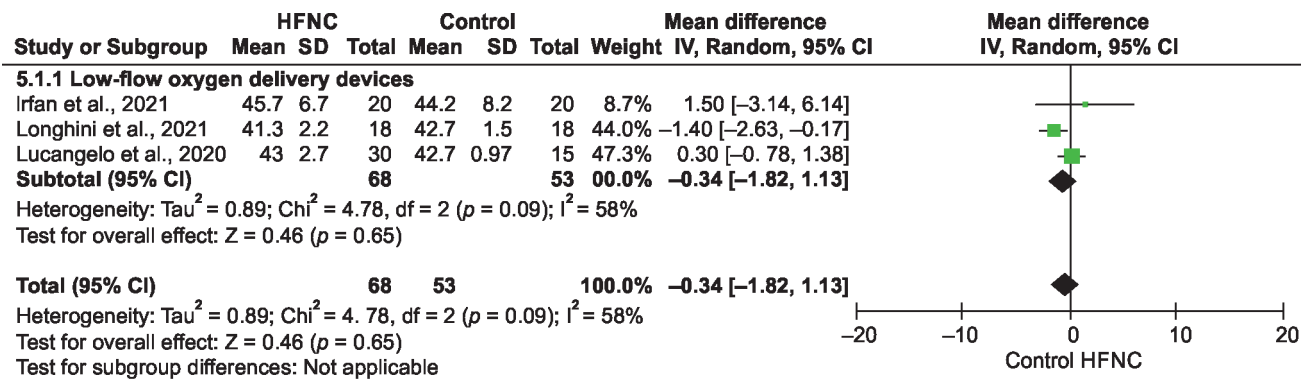 HFNC Control Mean difference Mean difference
Study or Subgroup Mean SD Total Mean SD Total Weight IV, Random, 95% CI IV, Random, 95% CI
5.1.1 Low-flow oxygen delivery devices
Irfan et al., 2021 45.7 6.7 20 44.2 8.2 20 8.7% 1.50 [–3.14, 6.14]
Longhini et al., 2021 41.3 2.2 18 42.7 1.5 18 44.0% –1.40 [–2.63, –0.17]
Lucangelo et al., 2020 43 2.7 30 42.7 0.97 15 47.3% 0.30 [–0. 78, 1.38]
Subtotal (95% CI) 68 53 00.0% –0.34 [–1.82, 1.13]
Heterogeneity: Tau² = 0.89; Chi² = 4.78, df = 2 (p = 0.09); I² = 58%
Test for overall effect: Z = 0.46 (p = 0.65)
Total (95% CI) 68 53 100.0% –0.34 [–1.82, 1.13]
Heterogeneity: Tau² = 0.89; Chi² = 4. 78, df = 2 (p = 0.09); I² = 58%
Test for overall effect: Z = 0.46 (p = 0.65)
Test for subgroup differences: Not applicable
–20 –10 0 10 20
Control HFNC